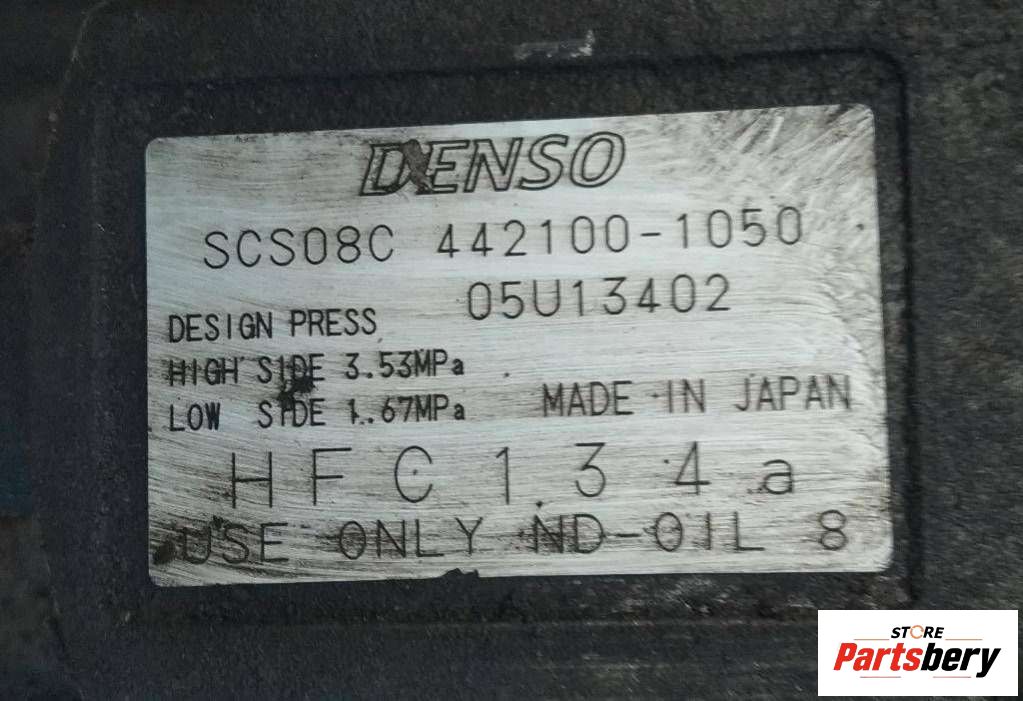 DENSO
SCS08C 442100-1050
05U13402
DESIGN PRESS
HIGH SIDE 3.53MPa
LOW SIDE 1.67MPa
MADE IN JAPAN
HFC134a
USE ONLY ND-OIL 8
STORE
Partsbery